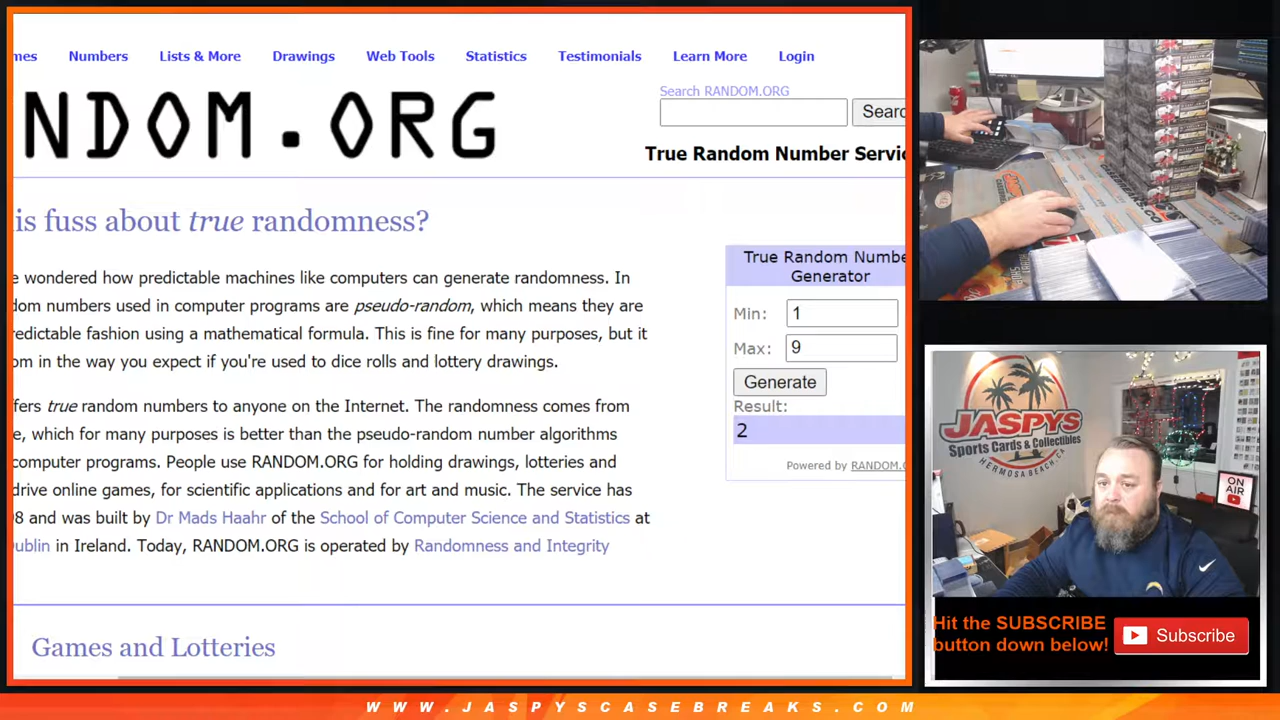 mes Numbers Lists & More Drawings Web Tools Statistics Testimonials Learn More Login
NDOM.ORG
Search RANDOM.ORG
Searc
True Random Number Servic
is fuss about true randomness?
e wondered how predictable machines like computers can generate randomness. In
dom numbers used in computer programs are pseudo-random, which means they are
redictable fashion using a mathematical formula. This is fine for many purposes, but it
om in the way you expect if you're used to dice rolls and lottery drawings.
ffers true random numbers to anyone on the Internet. The randomness comes from
e, which for many purposes is better than the pseudo-random number algorithms
computer programs. People use RANDOM.ORG for holding drawings, lotteries and
drive online games, for scientific applications and for art and music. The service has
98 and was built by Dr Mads Haahr of the School of Computer Science and Statistics at
Dublin in Ireland. Today, RANDOM.ORG is operated by Randomness and Integrity
True Random Numbe
Generator
Min: 1
Max: 9
Generate
Result:
2
Powered by RANDOM.O
Games and Lotteries
JASPYS
Sports Cards & Collectibles
HERMOSA BEACH, CA
ON
AIR
Hit the SUBSCRIBE
button down below!
Subscribe
WWW.JASPYSCASEBREAKS.COM